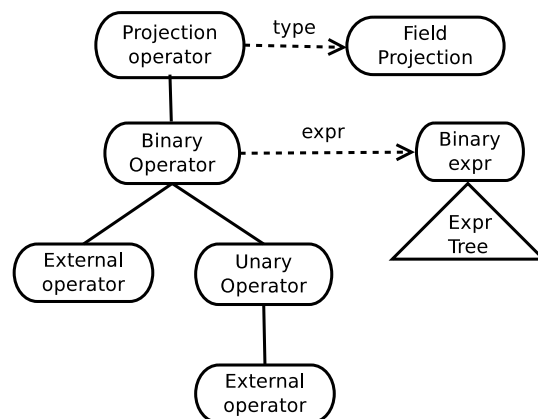 Projection
operator
type
Field
Projection
Binary
Operator
expr
Binary
expr
Expr
Tree
External
operator
Unary
Operator
External
operator